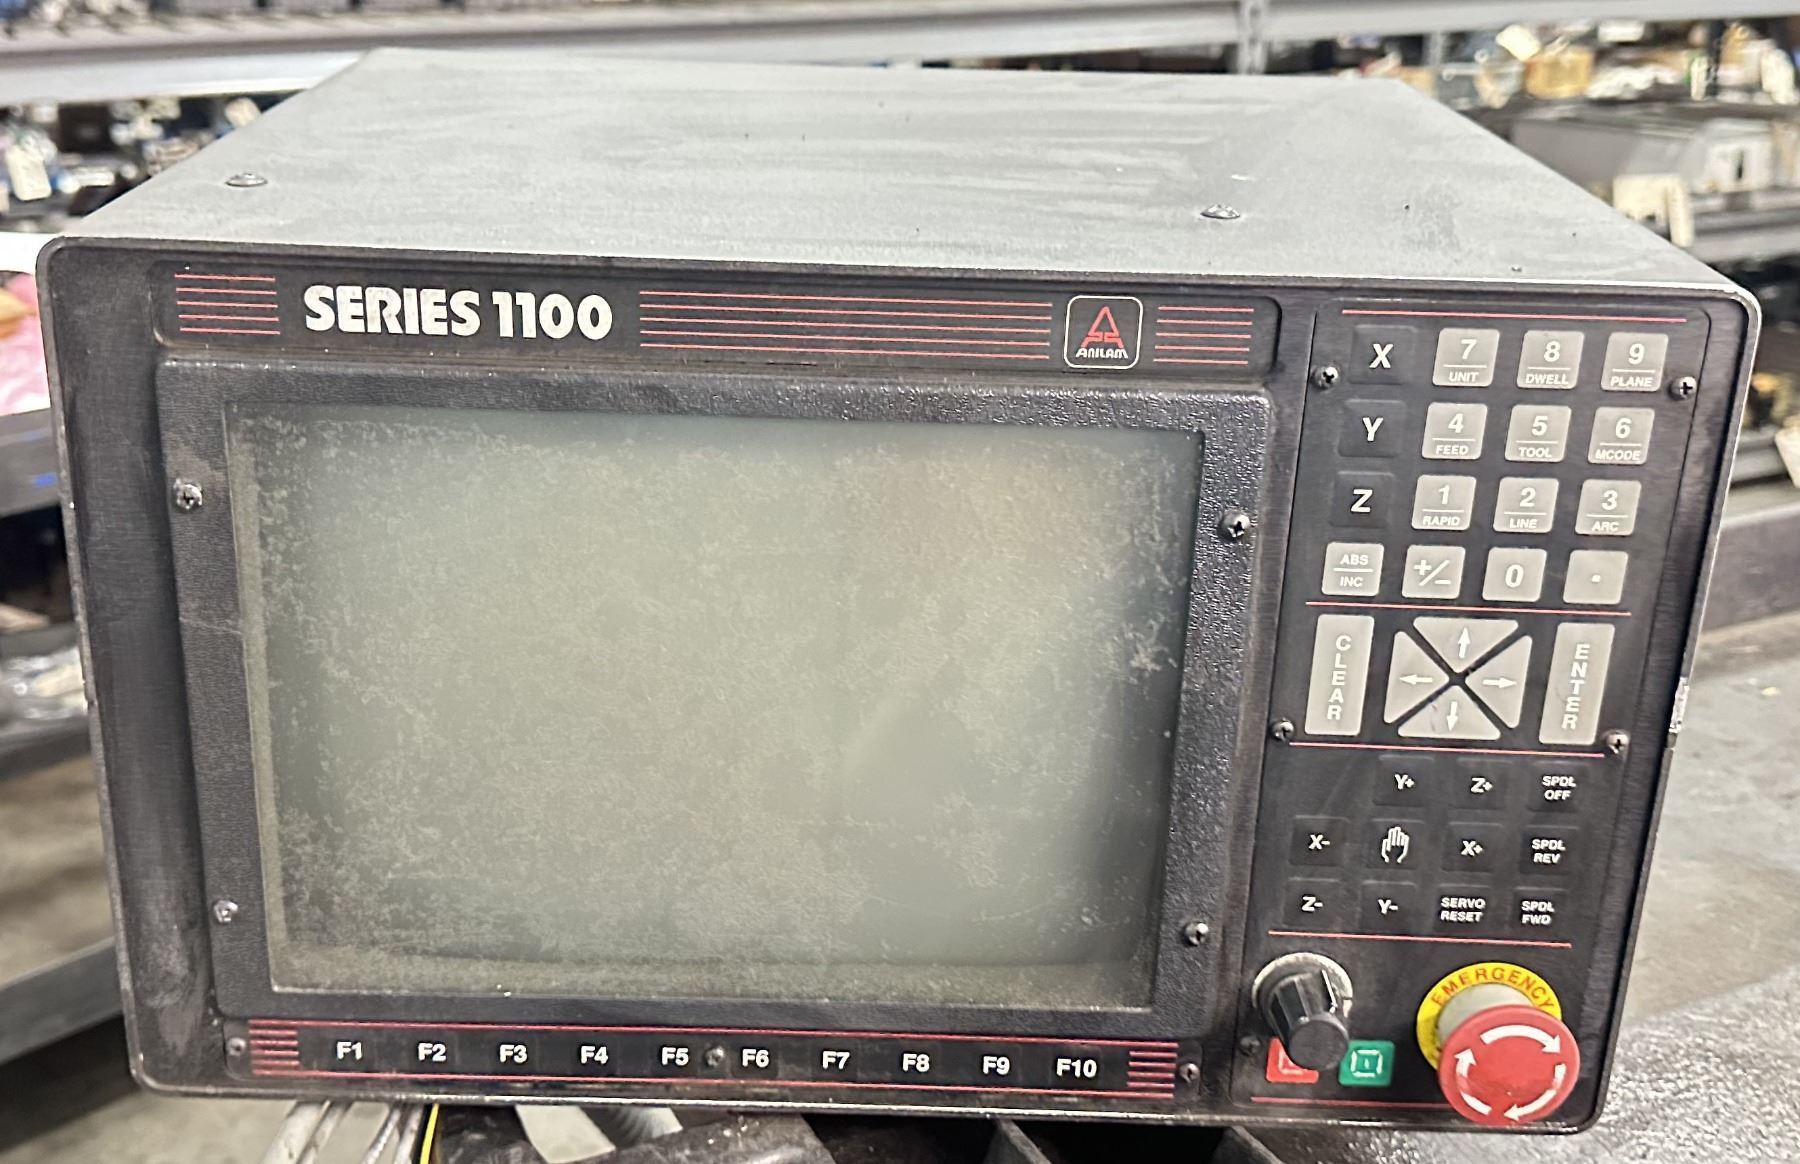 SERIES 1100
ANILAM
X 7 8 9
UNIT DWELL PLANE
Y 4 5 6
FEED TOOL MCODE
Z 1 2 3
RAPID LINE ARC
ABS
INC
+/- 0 .
CLEAR
↑
← →
↓
ENTER
Y+ Z+ SPDL
OFF
X- X+ SPDL
REV
Z- Y- SERVO
RESET
SPDL
FWD
EMERGENCY
F1 F2 F3 F4 F5 F6 F7 F8 F9 F10